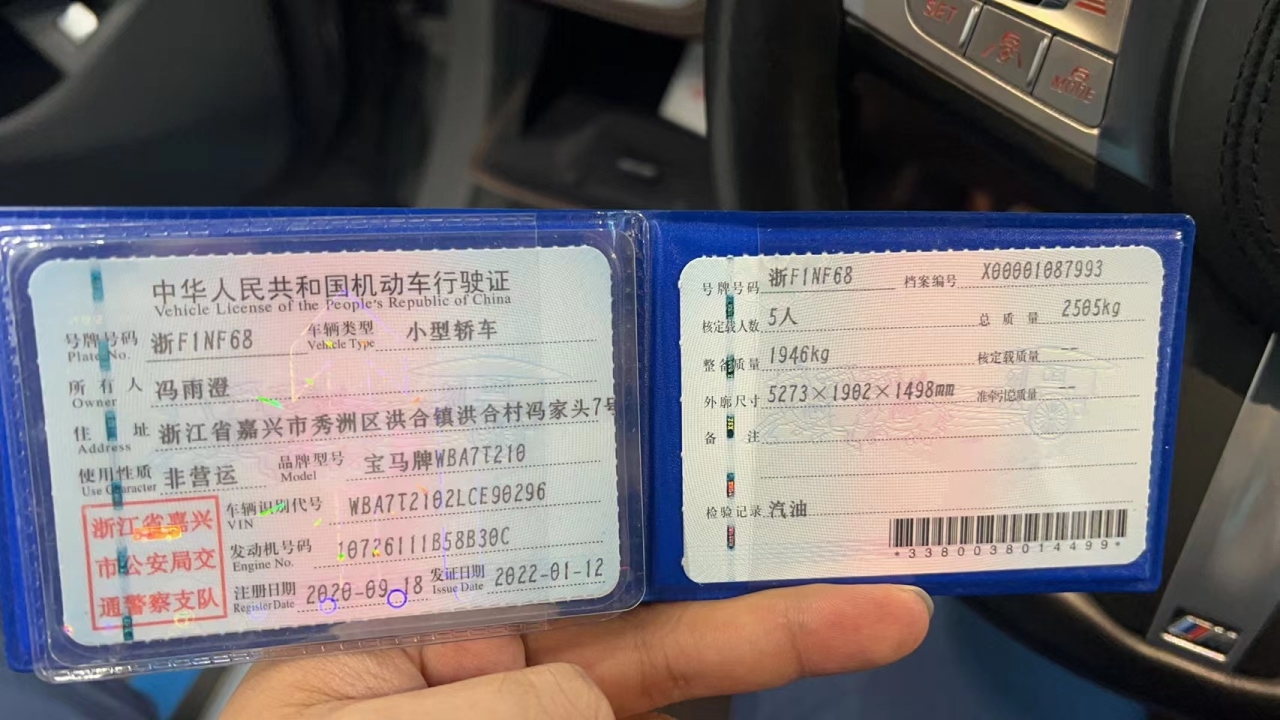 SET
MODE
中华人民共和国机动车行驶证
Vehicle License of the People's Republic of China
号牌号码 浙F1NF68 车辆类型 小型轿车
Plate No. Vehicle Type
所有人 冯雨澄
Owner
住址 浙江省嘉兴市秀洲区洪合镇洪合村冯家头7号
Address
使用性质 非营运 品牌型号 宝马牌WBA7T210
Use Character Model
浙江省嘉兴
市公安局交
通警察支队
车辆识别代号 WBA7T2102LCE90296
VIN
发动机号码 10726111B58B30C
Engine No.
注册日期 2020-09-18 发证日期 2022-01-12
Register Date Issue Date
号牌号码 浙F1NF68 档案编号 X00001087993
核定载人数 5人 总质量 2505kg
整备质量 1946kg 核定载质量 --
外廓尺寸 5273×1902×1498mm 准牵引总质量 --
备注
检验记录 汽油
*3380038014499*